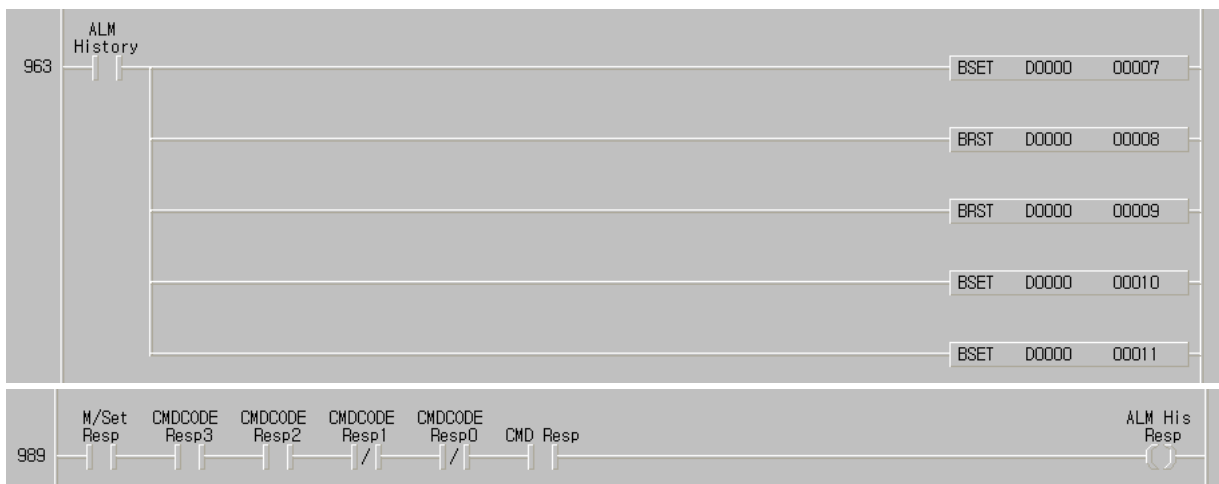 ALM
History
963
BSET D0000 00007
BRST D0000 00008
BRST D0000 00009
BSET D0000 00010
BSET D0000 00011
M/Set CMDCODE CMDCODE CMDCODE CMDCODE ALM His
Resp Resp3 Resp2 Resp1 Resp0 CMD Resp Resp
989